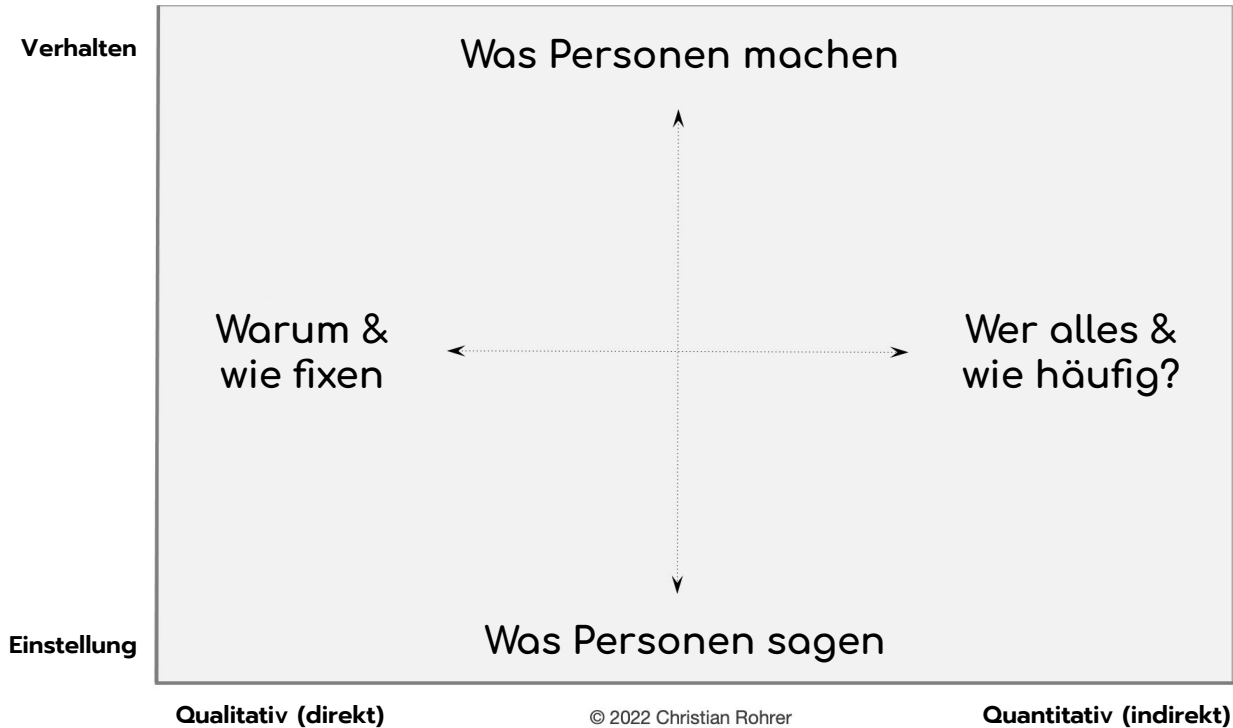 Verhalten
Was Personen machen
Warum &
wie fixen
Wer alles &
wie häufig?
Einstellung
Was Personen sagen
Qualitativ (direkt)
© 2022 Christian Rohrer
Quantitativ (indirekt)